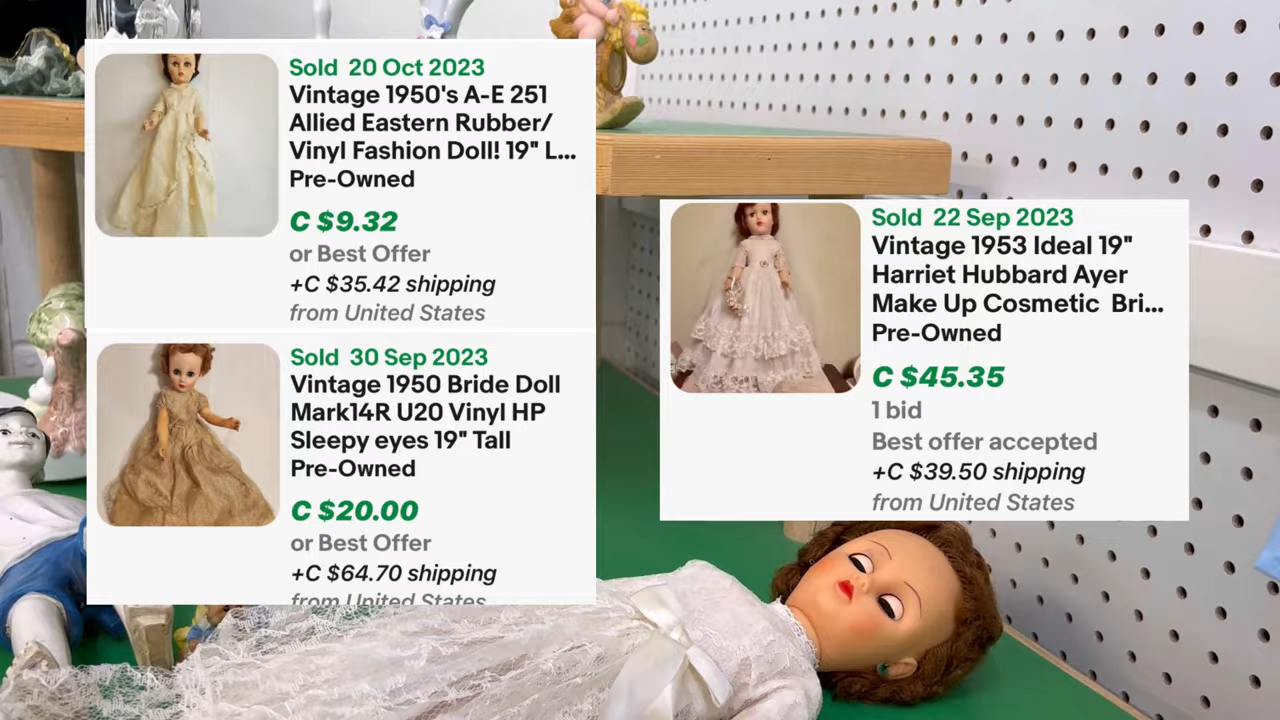 Sold 20 Oct 2023
Vintage 1950's A-E 251
Allied Eastern Rubber/
Vinyl Fashion Doll! 19" L...
Pre-Owned
C $9.32
or Best Offer
+C $35.42 shipping
from United States
Sold 30 Sep 2023
Vintage 1950 Bride Doll
Mark14R U20 Vinyl HP
Sleepy eyes 19" Tall
Pre-Owned
C $20.00
or Best Offer
+C $64.70 shipping
from United States
Sold 22 Sep 2023
Vintage 1953 Ideal 19"
Harriet Hubbard Ayer
Make Up Cosmetic Bri...
Pre-Owned
C $45.35
1 bid
Best offer accepted
+C $39.50 shipping
from United States